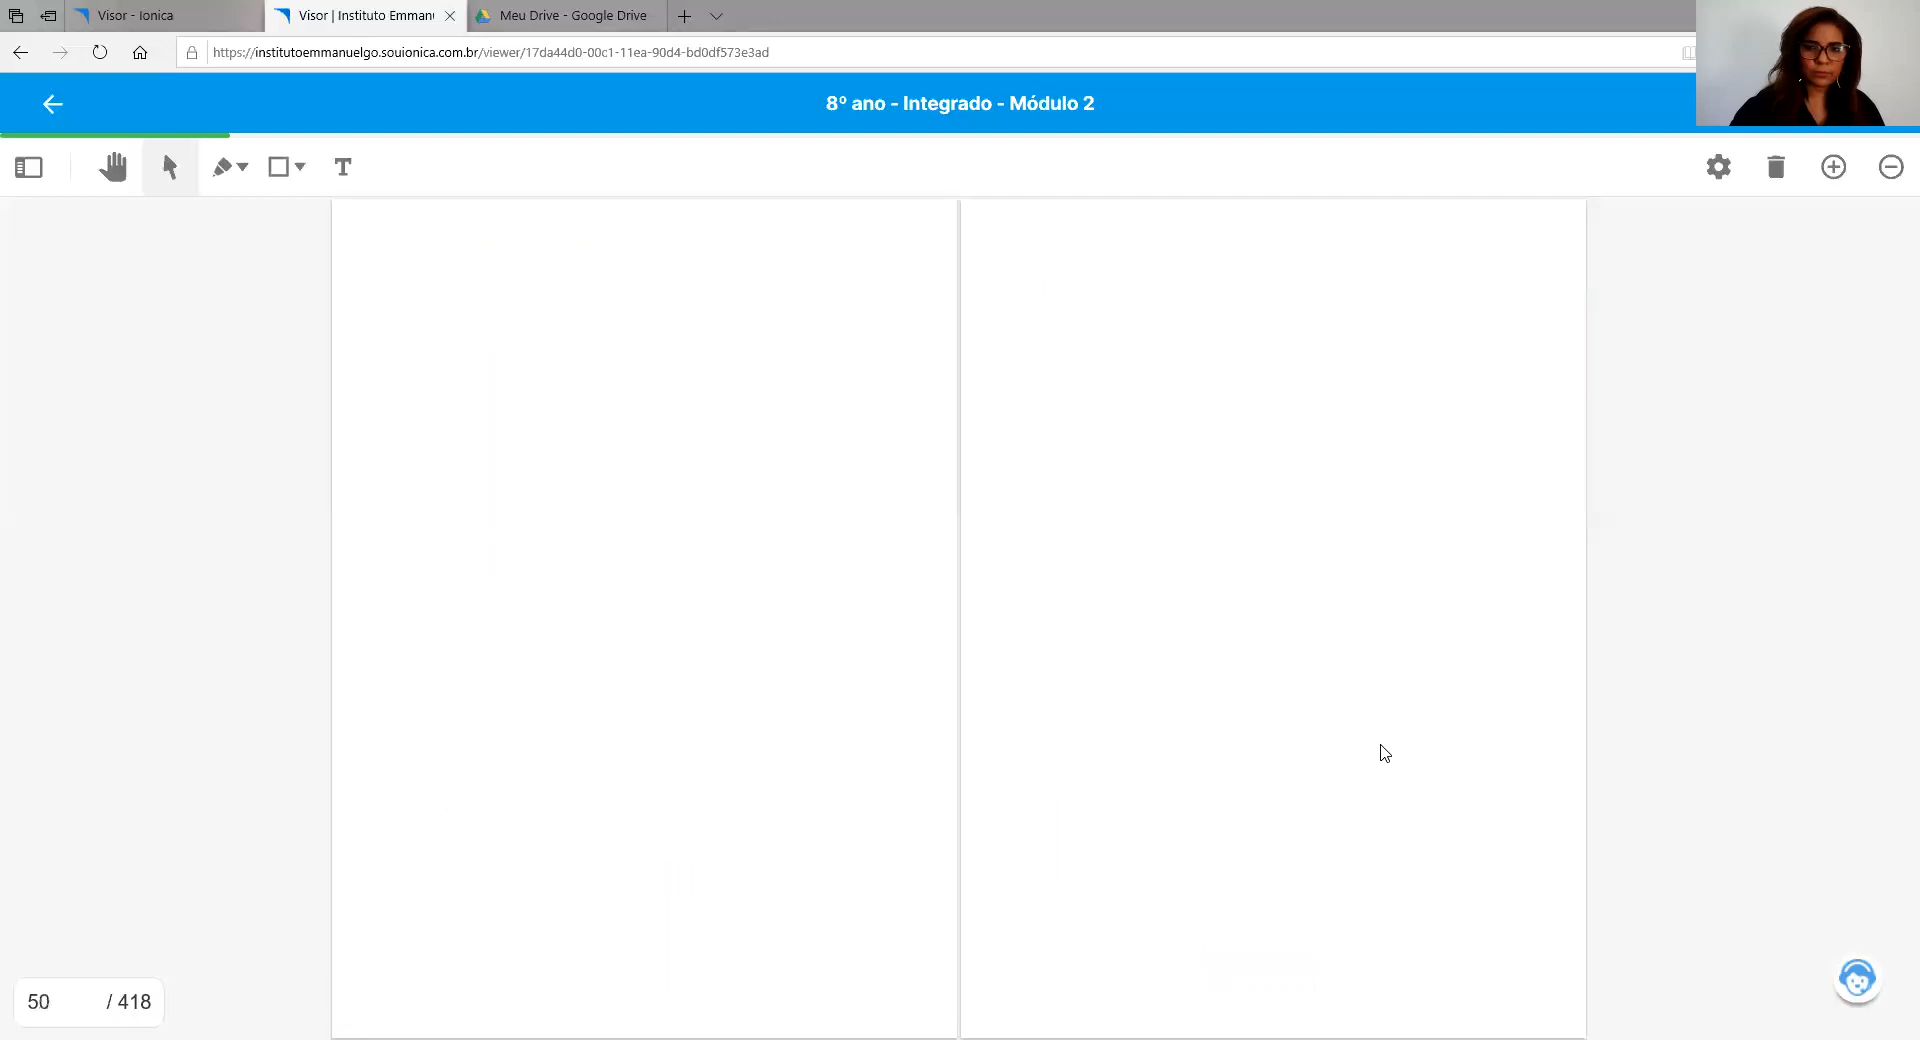 Visor - Ionica
Visor | Instituto Emman
Meu Drive - Google Drive
https://institutoemmanuelgo.souionica.com.br/viewer/17da44d0-00c1-11ea-90d4-bd0df573e3ad
8º ano - Integrado - Módulo 2
T
50 / 418